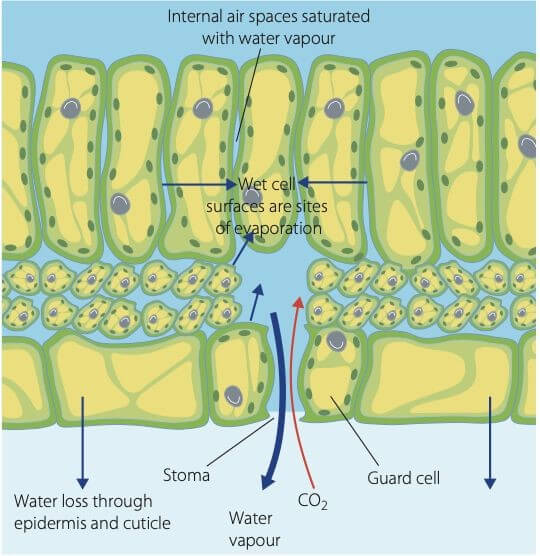 Internal air spaces saturated
with water vapour
Wet cell
surfaces are sites
of evaporation
Stoma
Guard cell
CO₂
Water loss through
epidermis and cuticle
Water
vapour